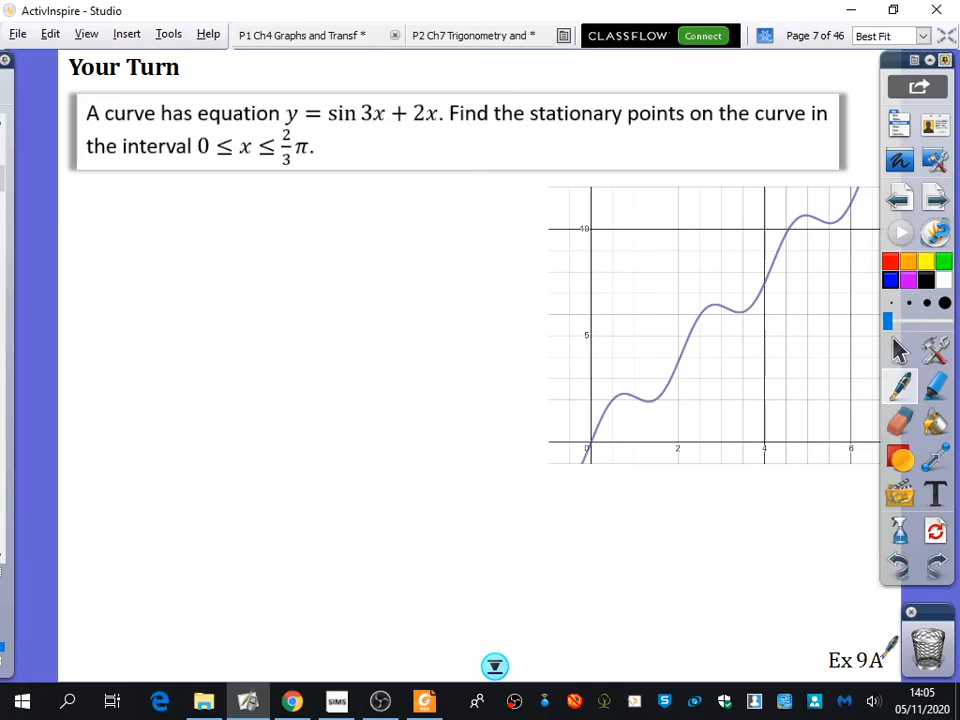 ActivInspire - Studio
File Edit View Insert Tools Help P1 Ch4 Graphs and Transf * P2 Ch7 Trigonometry and * CLASSFLOW Connect Page 7 of 46 Best Fit
Your Turn
A curve has equation y = sin 3x + 2x. Find the stationary points on the curve in
the interval 0 ≤ x ≤ 2/3 π.
10
5
0 2 4 6
T
Ex 9A
SIMS
14:05
05/11/2020